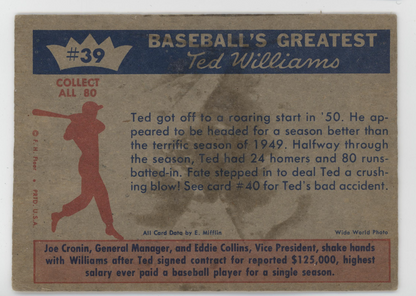 #39
BASEBALL'S GREATEST
Ted Williams
COLLECT
ALL 80
Ted got off to a roaring start in '50. He ap-
peared to be headed for a season better than
the terrific season of 1949. Halfway through
the season, Ted had 24 homers and 80 runs-
batted-in. Fate stepped in to deal Ted a crush-
ing blow! See card #40 for Ted's bad accident.
© F. H. Fleer • PRTD. U.S.A.
All Card Data by R. Mifflin
Wide World Photo
Joe Cronin, General Manager, and Eddie Collins, Vice President, shake hands
with Williams after Ted signed contract for reported $125,000, highest
salary ever paid a baseball player for a single season.